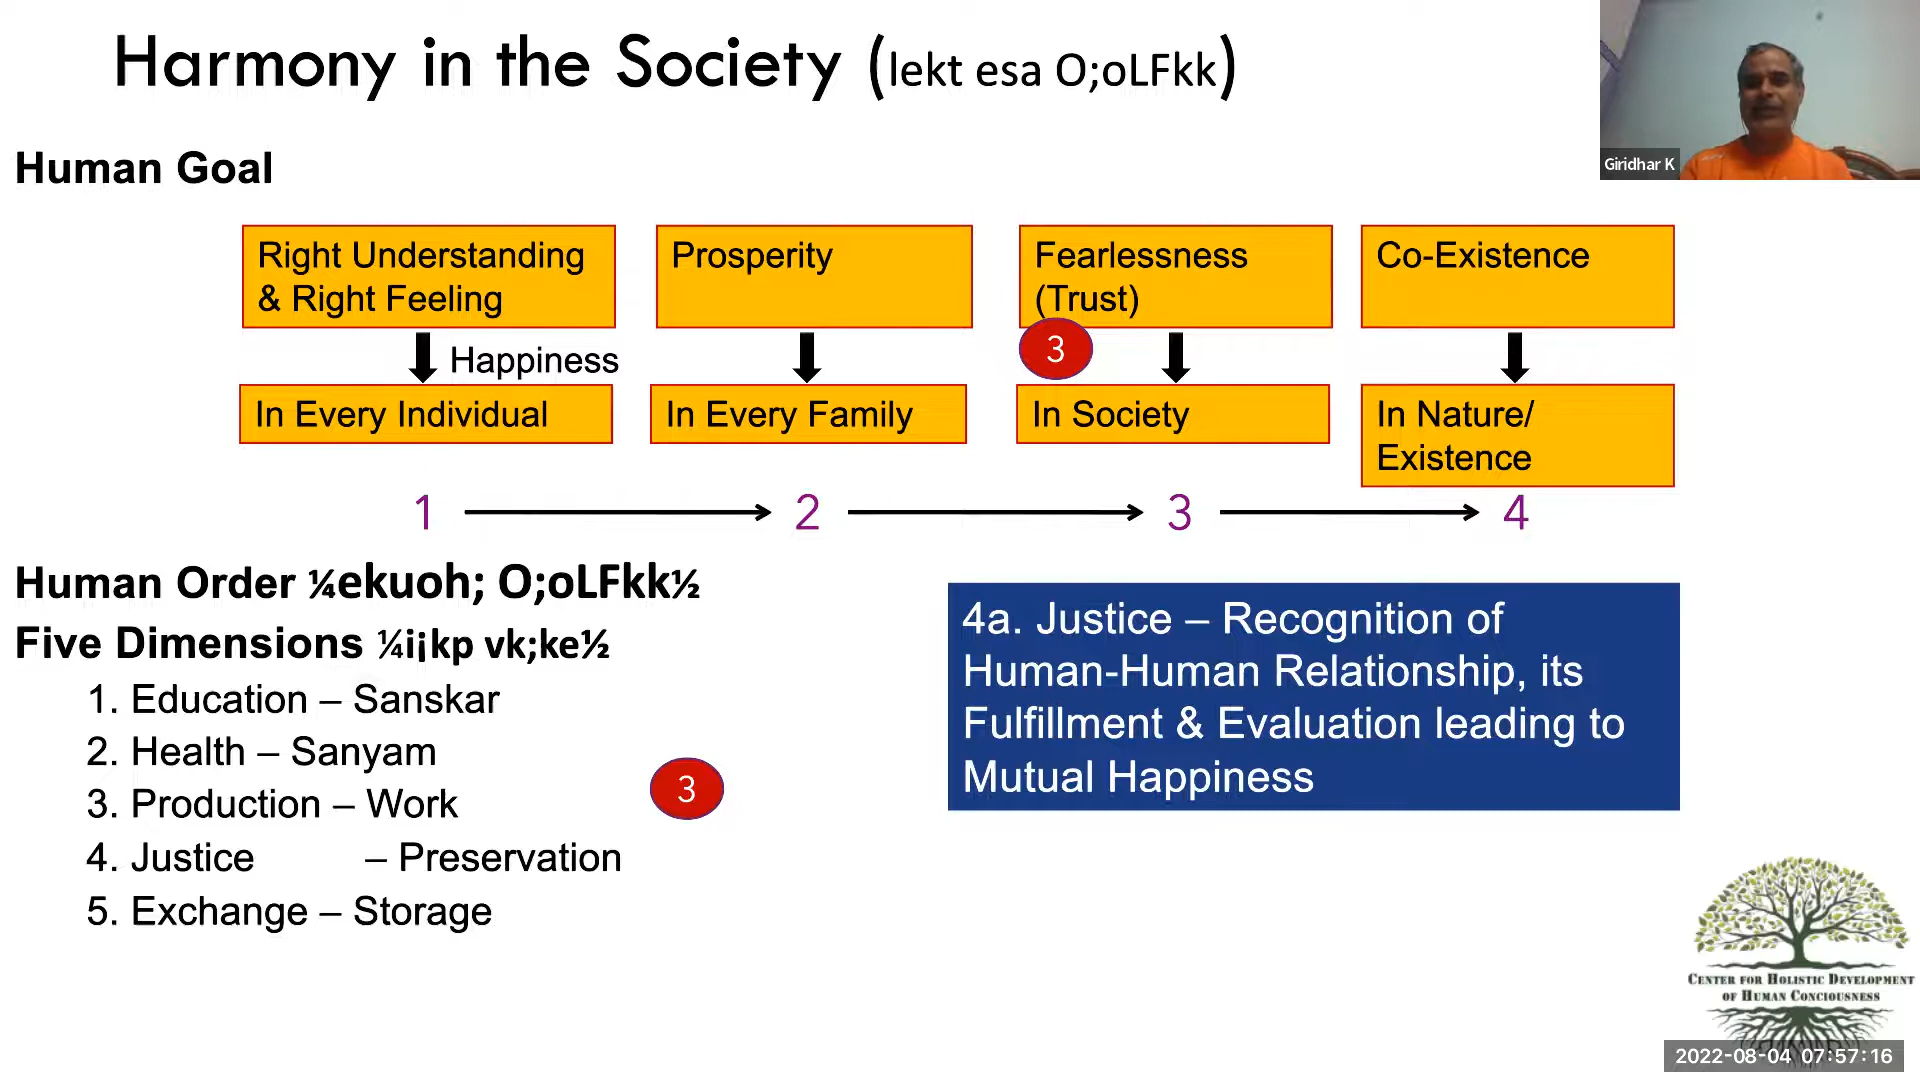 Harmony in the Society (lekt esa O;oLFkk)
Giridhar K
Human Goal
Right Understanding
& Right Feeling
Prosperity
Fearlessness
(Trust)
Co-Existence
Happiness
3
In Every Individual
In Every Family
In Society
In Nature/
Existence
1
2
3
4
Human Order ¼ekuoh; O;oLFkk½
Five Dimensions ¼i¡kp vk;ke½
1. Education – Sanskar
2. Health – Sanyam
3. Production – Work
4. Justice – Preservation
5. Exchange – Storage
3
4a. Justice – Recognition of
Human-Human Relationship, its
Fulfillment & Evaluation leading to
Mutual Happiness
CENTER FOR HOLISTIC DEVELOPMENT
OF HUMAN CONCIOUSNESS
2022-08-04 07:57:16